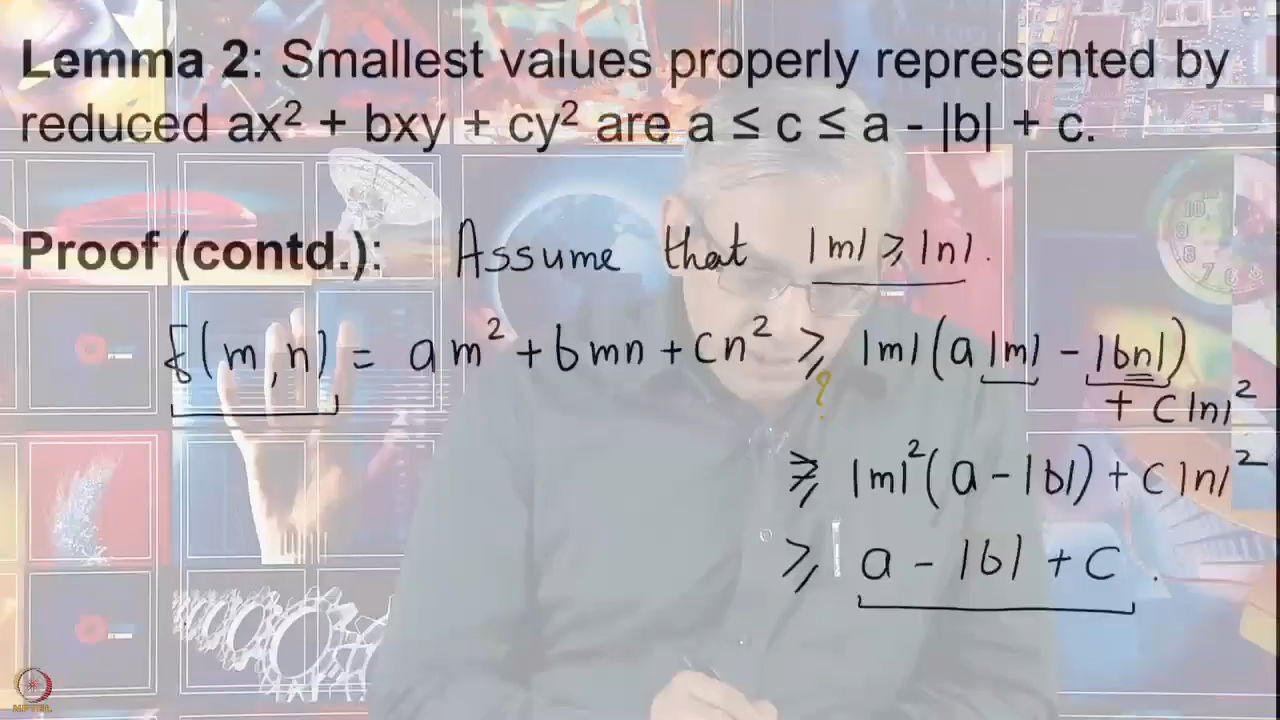 Lemma 2: Smallest values properly represented by
reduced ax² + bxy + cy² are a ≤ c ≤ a - |b| + c.
Proof (contd.): Assume that |m| ⩾ |n|.
f(m,n) = am² + bmn + cn² ⩾ |m|(a|m| - |bn|)
?
+ c|n|²
⩾ |m|²(a - |b|) + c|n|²
⩾ a - |b| + c.
NPTEL